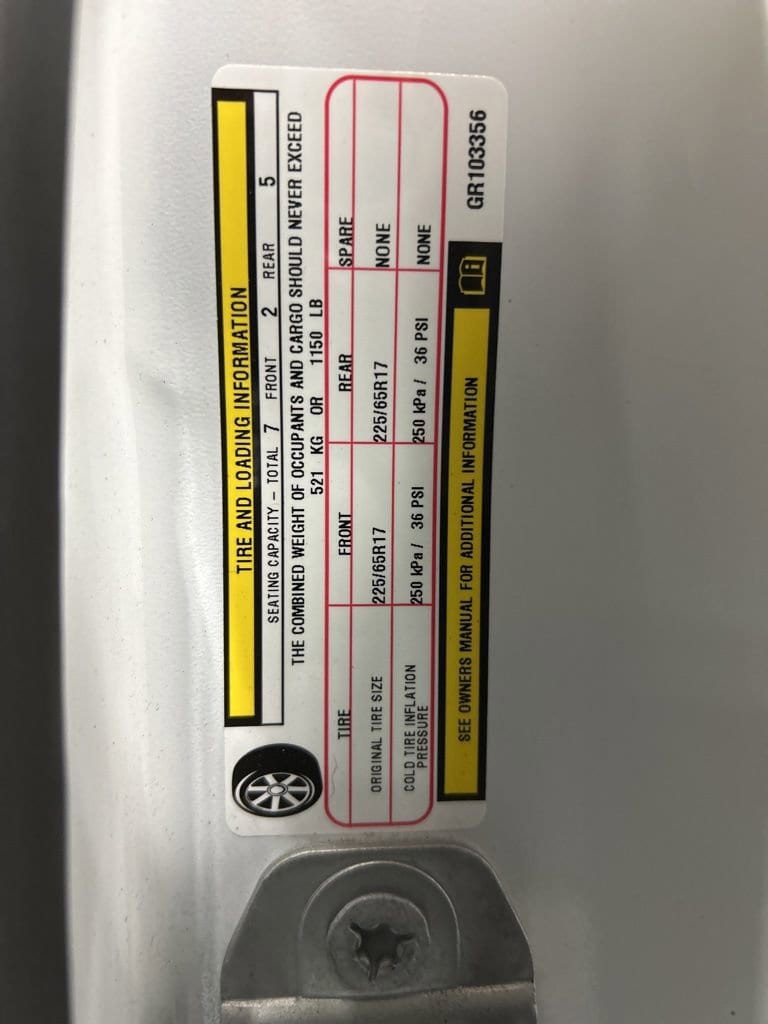 TIRE AND LOADING INFORMATION
SEATING CAPACITY – TOTAL 7 FRONT 2 REAR 5
THE COMBINED WEIGHT OF OCCUPANTS AND CARGO SHOULD NEVER EXCEED
521 KG OR 1150 LB
TIRE FRONT REAR SPARE
ORIGINAL TIRE SIZE 225/65R17 225/65R17 NONE
COLD TIRE INFLATION
PRESSURE 250 kPa / 36 PSI 250 kPa / 36 PSI NONE
SEE OWNERS MANUAL FOR ADDITIONAL INFORMATION
GR103356